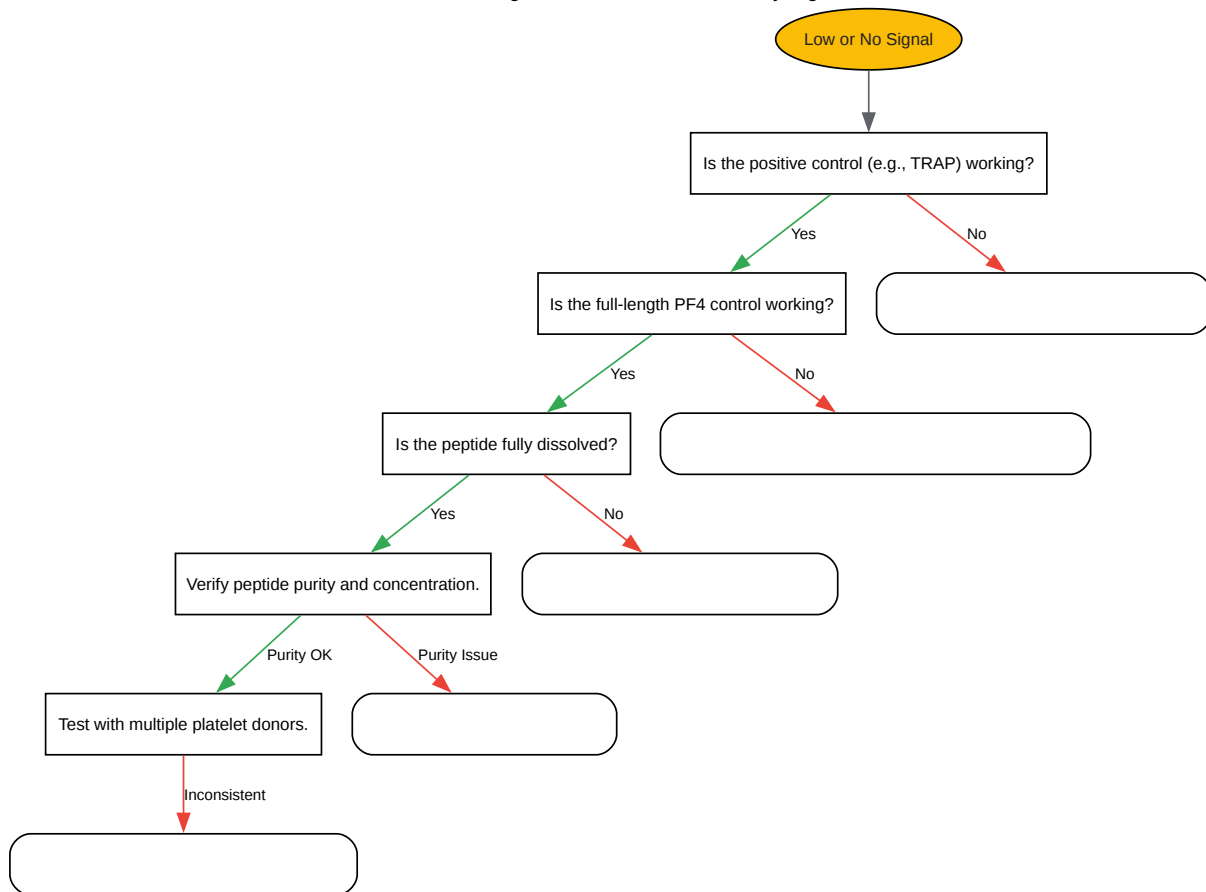 Low or No Signal
Is the positive control (e.g., TRAP) working?
Yes
No
Is the full-length PF4 control working?
Yes
No
Is the peptide fully dissolved?
Yes
No
Verify peptide purity and concentration.
Purity OK
Purity Issue
Test with multiple platelet donors.
Inconsistent